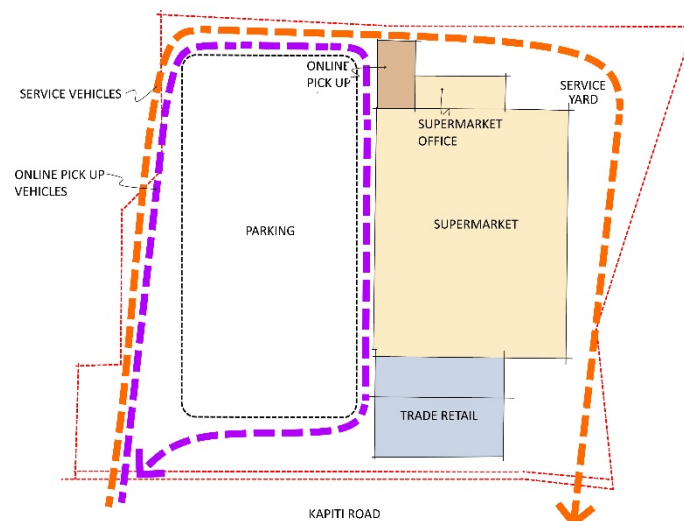 ONLINE
PICK UP
SERVICE VEHICLES
SERVICE
YARD
SUPERMARKET
OFFICE
ONLINE PICK UP
VEHICLES
PARKING
SUPERMARKET
TRADE RETAIL
KAPITI ROAD